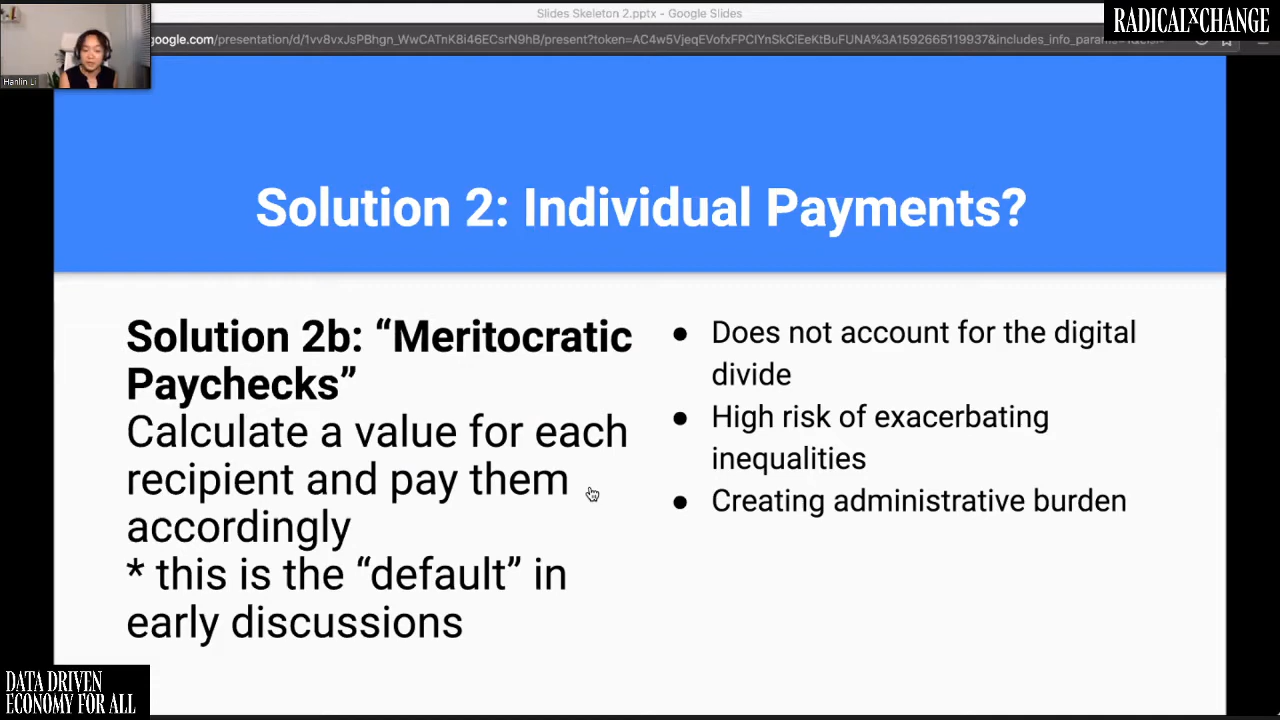 Slides Skeleton 2.pptx - Google Slides
RADICALXCHANGE
Hanlin Li
Solution 2: Individual Payments?
Solution 2b: “Meritocratic
Paychecks”
Calculate a value for each
recipient and pay them
accordingly
* this is the “default” in
early discussions
● Does not account for the digital
divide
● High risk of exacerbating
inequalities
● Creating administrative burden
DATA DRIVEN
ECONOMY FOR ALL